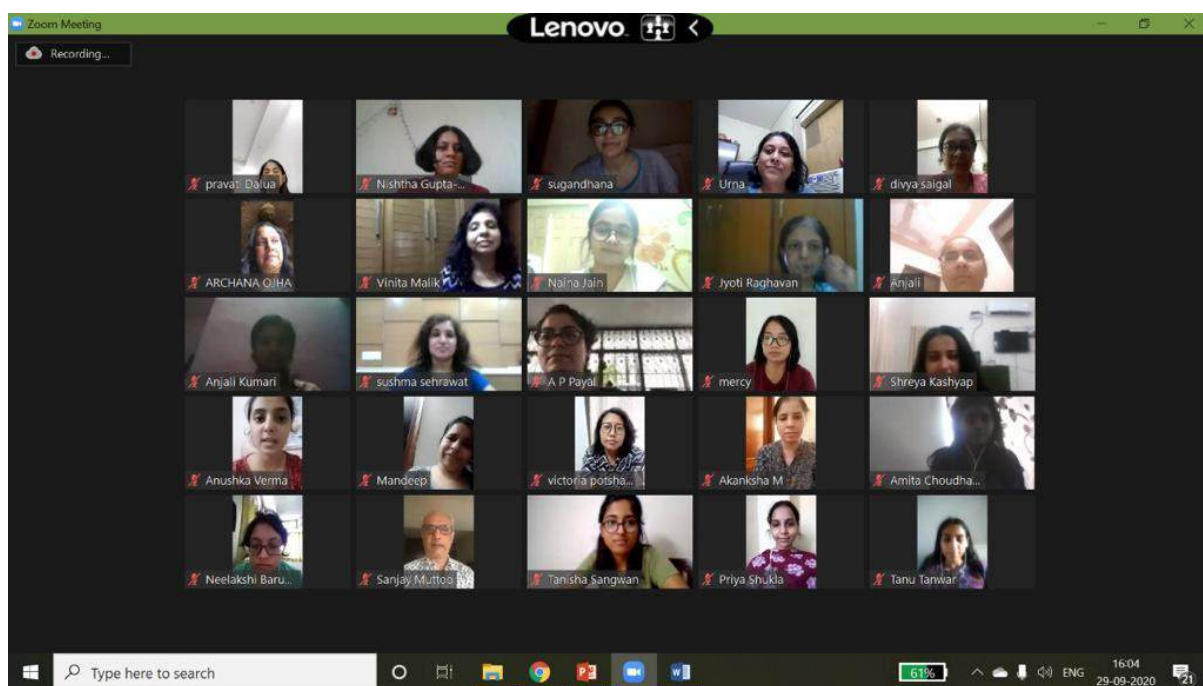 Zoom Meeting
Lenovo
Recording...
pravati Dalua
Nishtha Gupta-...
sugandhana
Urna
divya saigal
ARCHANA OJHA
Vinita Malik
Naina Jain
Jyoti Raghavan
Anjali
Anjali Kumari
sushma sehrawat
A P Payal
mercy
Shreya Kashyap
Anushka Verma
Mandeep
victoria potsha...
Akanksha M
Amita Choudha...
Neelakshi Baru...
Sanjay Muttoo
Tanisha Sangwan
Priya Shukla
Tanu Tanwar
Type here to search
61%
ENG
16:04
29-09-2020
21